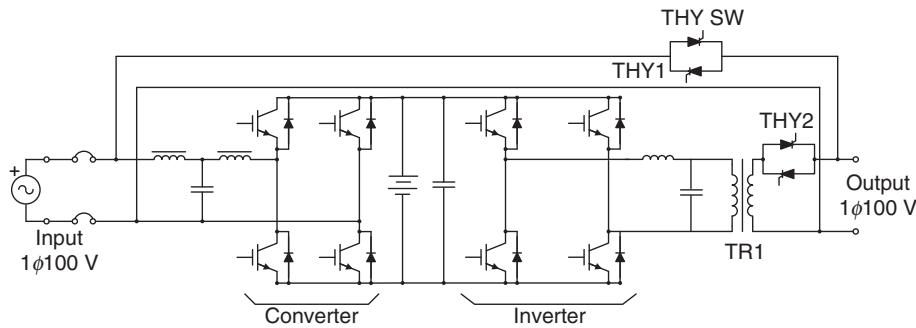 THY SW
THY1
THY2
+
Input
1ϕ100 V
Output
1ϕ100 V
TR1
Converter
Inverter